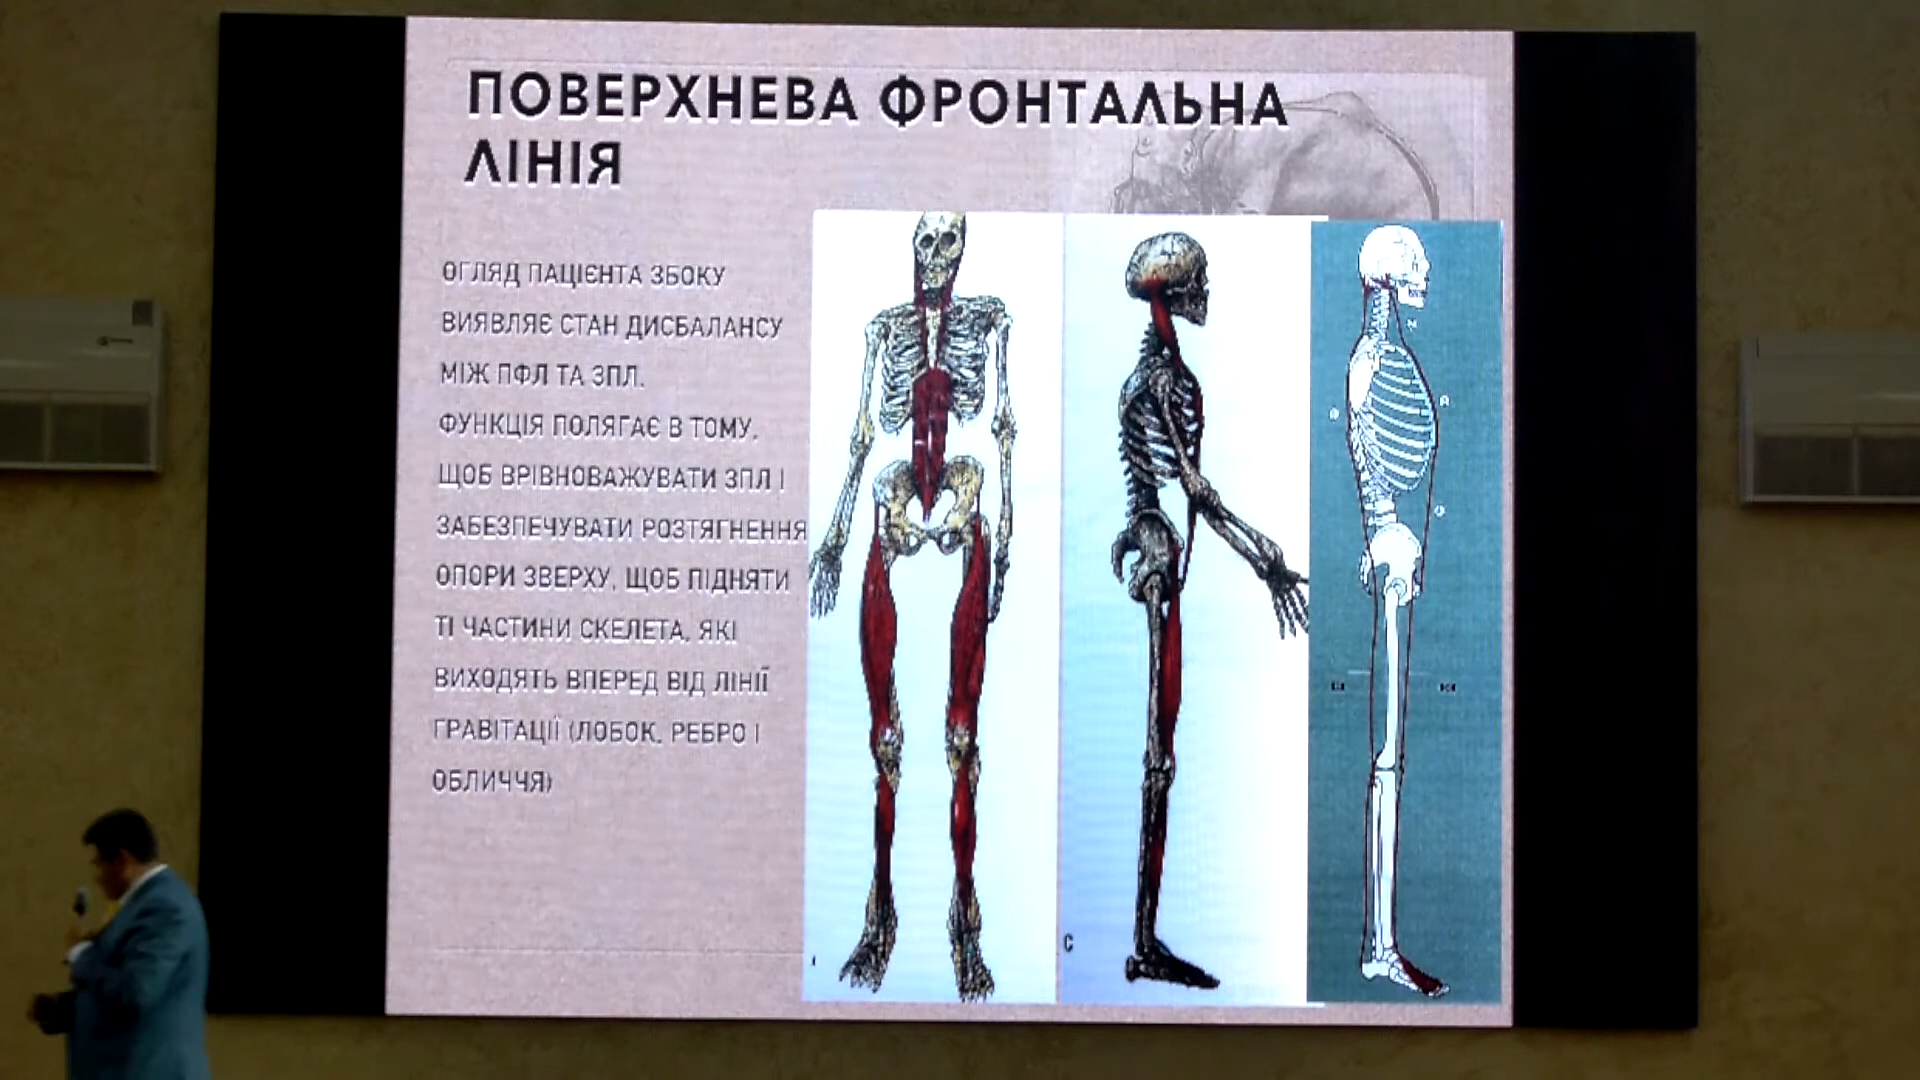 ПОВЕРХНЕВА ФРОНТАЛЬНА
ЛІНІЯ
ОГЛЯД ПАЦІЄНТА ЗБОКУ
ВИЯВЛЯЄ СТАН ДИСБАЛАНСУ
МІЖ ПФЛ ТА ЗПЛ.
ФУНКЦІЯ ПОЛЯГАЄ В ТОМУ,
ЩОБ ВРІВНОВАЖУВАТИ ЗПЛ І
ЗАБЕЗПЕЧУВАТИ РОЗТЯГНЕННЯ
ОПОРИ ЗВЕРХУ, ЩОБ ПІДНЯТИ
ТІ ЧАСТИНИ СКЕЛЕТА, ЯКІ
ВИХОДЯТЬ ВПЕРЕД ВІД ЛІНІЇ
ГРАВІТАЦІЇ (ЛОБОК, РЕБРО І
ОБЛИЧЧЯ)
C